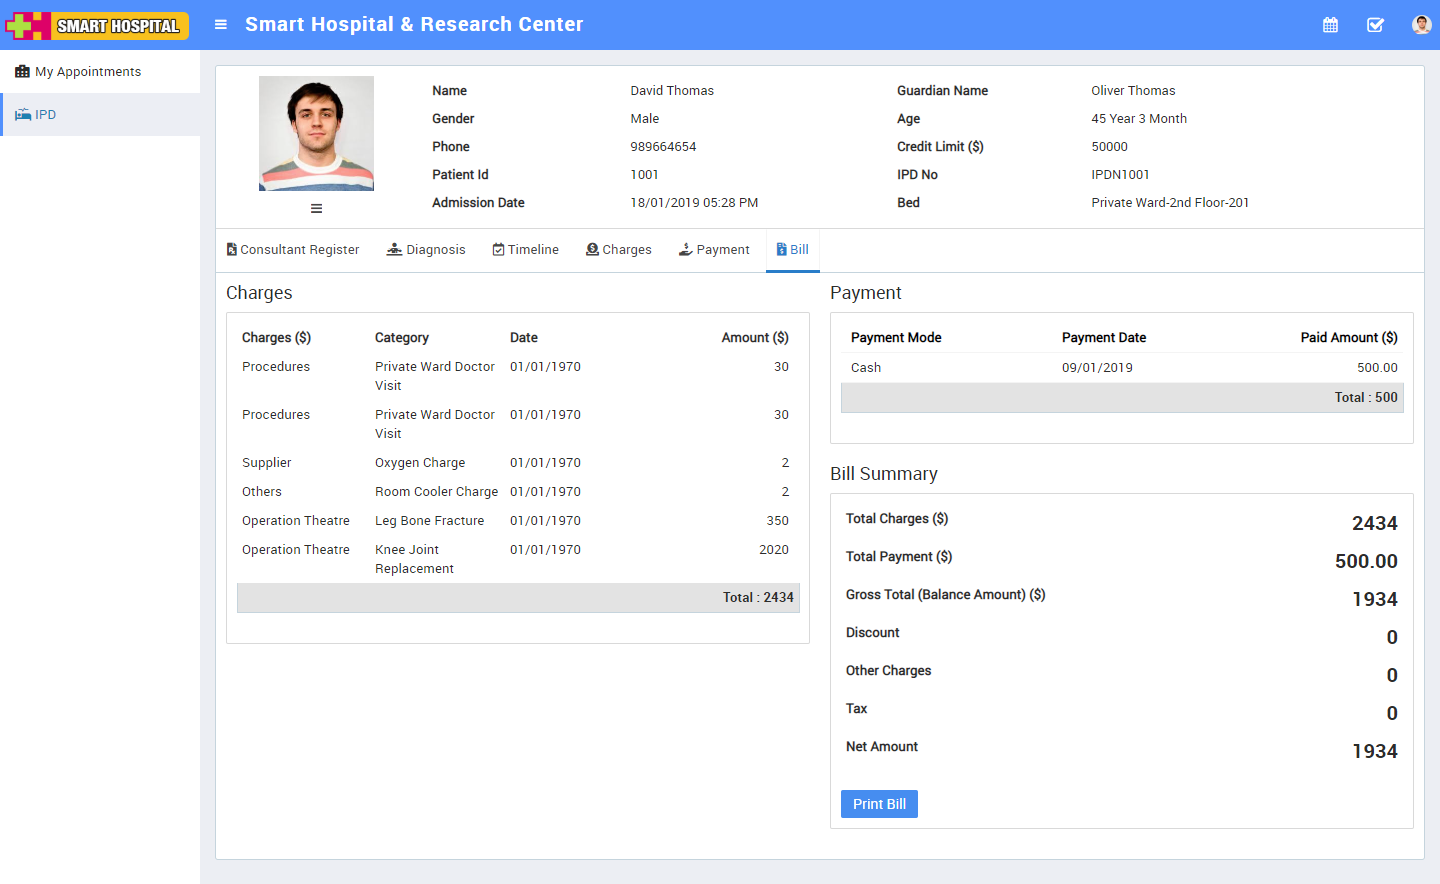 SMART HOSPITAL
Smart Hospital & Research Center
My Appointments
IPD
Name David Thomas Guardian Name Oliver Thomas
Gender Male Age 45 Year 3 Month
Phone 989664654 Credit Limit ($) 50000
Patient Id 1001 IPD No IPDN1001
Admission Date 18/01/2019 05:28 PM Bed Private Ward-2nd Floor-201
Consultant Register Diagnosis Timeline Charges Payment Bill
Charges
Charges ($) Category Date Amount ($)
Procedures Private Ward Doctor 01/01/1970 30
Visit
Procedures Private Ward Doctor 01/01/1970 30
Visit
Supplier Oxygen Charge 01/01/1970 2
Others Room Cooler Charge 01/01/1970 2
Operation Theatre Leg Bone Fracture 01/01/1970 350
Operation Theatre Knee Joint 01/01/1970 2020
Replacement
Total : 2434
Payment
Payment Mode Payment Date Paid Amount ($)
Cash 09/01/2019 500.00
Total : 500
Bill Summary
Total Charges ($) 2434
Total Payment ($) 500.00
Gross Total (Balance Amount) ($) 1934
Discount 0
Other Charges 0
Tax 0
Net Amount 1934
Print Bill